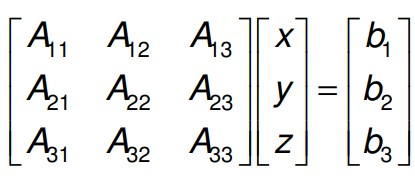 [A₁₁ A₁₂ A₁₃] [x] [b₁]
[A₂₁ A₂₂ A₂₃] [y] = [b₂]
[A₃₁ A₃₂ A₃₃] [z] [b₃]